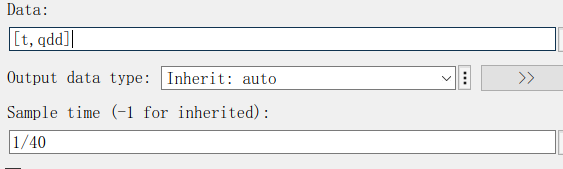 Data:
[t,qdd]
Output data type: Inherit: auto >>
Sample time (-1 for inherited):
1/40